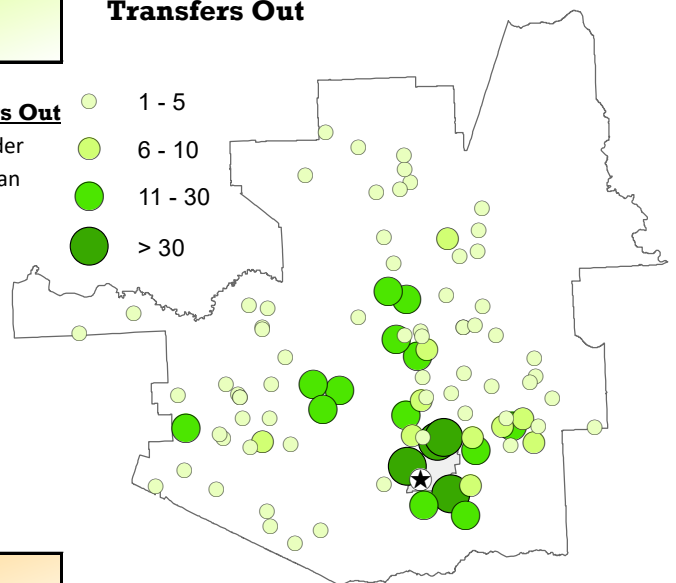 Transfers Out
s Out
der
an
1 - 5
6 - 10
11 - 30
> 30